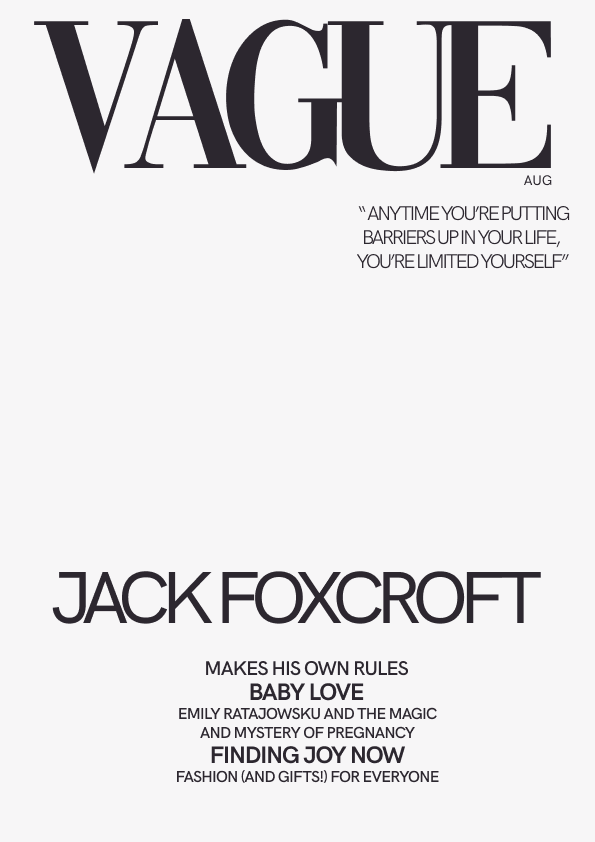 VAGUE
AUG
“ ANYTIME YOU’RE PUTTING
BARRIERS UP IN YOUR LIFE,
YOU’RE LIMITED YOURSELF”
JACK FOXCROFT
MAKES HIS OWN RULES
BABY LOVE
EMILY RATAJOWSKU AND THE MAGIC
AND MYSTERY OF PREGNANCY
FINDING JOY NOW
FASHION (AND GIFTS!) FOR EVERYONE